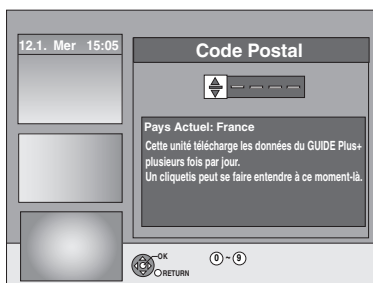 12.1. Mer 15:05
Code Postal
– – – –
Pays Actuel: France
Cette unité télécharge les données du GUIDE Plus+
plusieurs fois par jour.
Un cliquetis peut se faire entendre à ce moment-là.
OK
RETURN
0 ~ 9